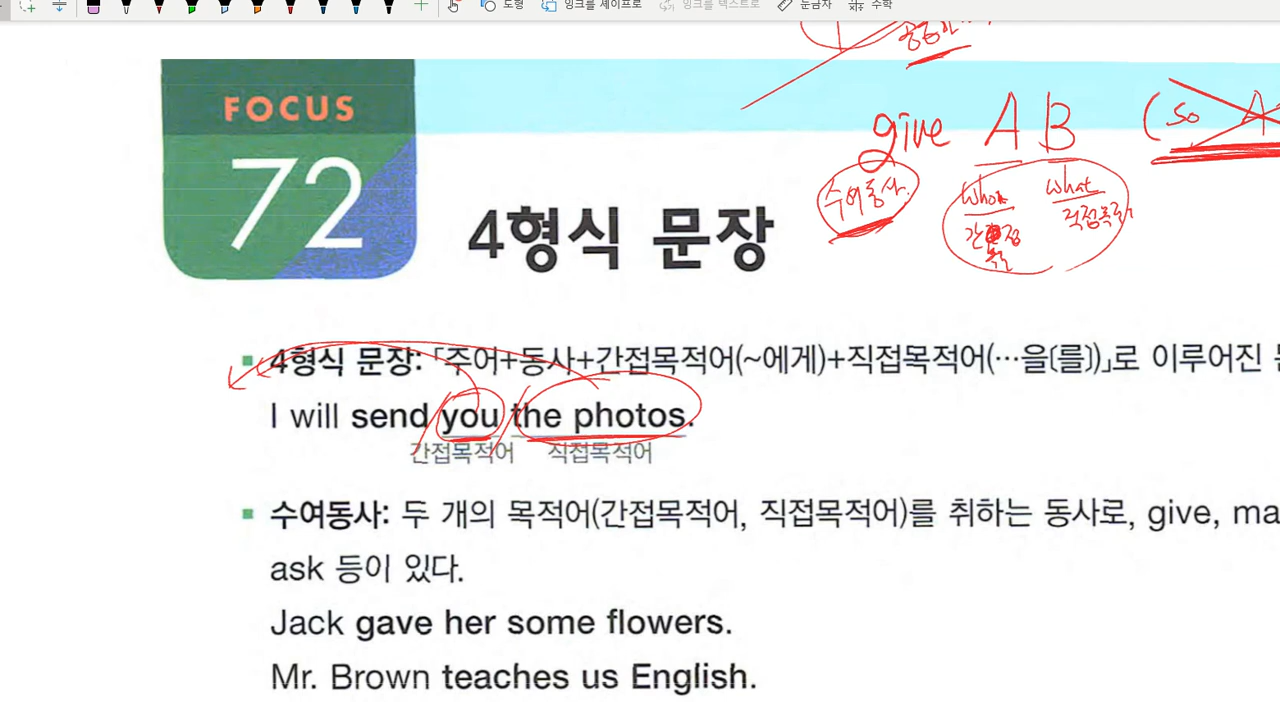 도형 잉크를 셰이프로 잉크를 텍스트로 눈금자 수학
FOCUS
72
give A B (so A
수여동사
whom what
간접 직접목적
목
4형식 문장
4형식 문장: 「주어+동사+간접목적어(~에게)+직접목적어(…을(를))」로 이루어진
I will send you the photos.
간접목적어 직접목적어
수여동사: 두 개의 목적어(간접목적어, 직접목적어)를 취하는 동사로, give, ma
ask 등이 있다.
Jack gave her some flowers.
Mr. Brown teaches us English.